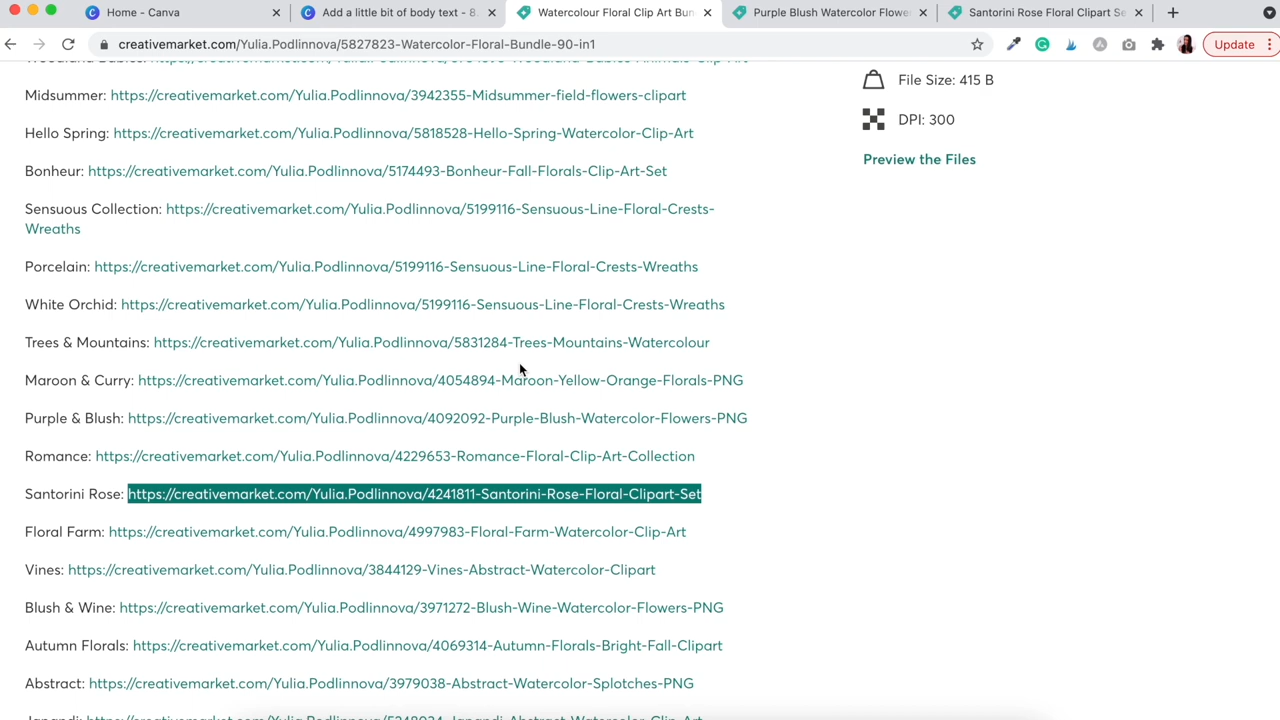 Home - Canva
Add a little bit of body text - 8.
Watercolour Floral Clip Art Bun
Purple Blush Watercolor Flowe
Santorini Rose Floral Clipart Se
creativemarket.com/Yulia.Podlinnova/5827823-Watercolor-Floral-Bundle-90-in1
Update
File Size: 415 B
Midsummer: https://creativemarket.com/Yulia.Podlinnova/3942355-Midsummer-field-flowers-clipart
DPI: 300
Hello Spring: https://creativemarket.com/Yulia.Podlinnova/5818528-Hello-Spring-Watercolor-Clip-Art
Preview the Files
Bonheur: https://creativemarket.com/Yulia.Podlinnova/5174493-Bonheur-Fall-Florals-Clip-Art-Set
Sensuous Collection: https://creativemarket.com/Yulia.Podlinnova/5199116-Sensuous-Line-Floral-Crests-
Wreaths
Porcelain: https://creativemarket.com/Yulia.Podlinnova/5199116-Sensuous-Line-Floral-Crests-Wreaths
White Orchid: https://creativemarket.com/Yulia.Podlinnova/5199116-Sensuous-Line-Floral-Crests-Wreaths
Trees & Mountains: https://creativemarket.com/Yulia.Podlinnova/5831284-Trees-Mountains-Watercolour
Maroon & Curry: https://creativemarket.com/Yulia.Podlinnova/4054894-Maroon-Yellow-Orange-Florals-PNG
Purple & Blush: https://creativemarket.com/Yulia.Podlinnova/4092092-Purple-Blush-Watercolor-Flowers-PNG
Romance: https://creativemarket.com/Yulia.Podlinnova/4229653-Romance-Floral-Clip-Art-Collection
Santorini Rose: https://creativemarket.com/Yulia.Podlinnova/4241811-Santorini-Rose-Floral-Clipart-Set
Floral Farm: https://creativemarket.com/Yulia.Podlinnova/4997983-Floral-Farm-Watercolor-Clip-Art
Vines: https://creativemarket.com/Yulia.Podlinnova/3844129-Vines-Abstract-Watercolor-Clipart
Blush & Wine: https://creativemarket.com/Yulia.Podlinnova/3971272-Blush-Wine-Watercolor-Flowers-PNG
Autumn Florals: https://creativemarket.com/Yulia.Podlinnova/4069314-Autumn-Florals-Bright-Fall-Clipart
Abstract: https://creativemarket.com/Yulia.Podlinnova/3979038-Abstract-Watercolor-Splotches-PNG